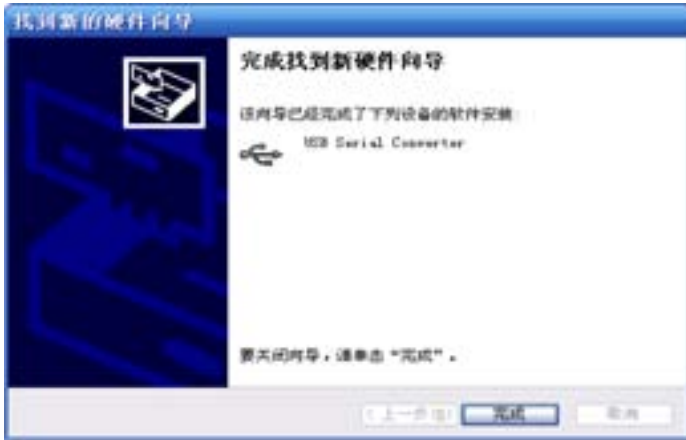 找到新的硬件向导
完成找到新硬件向导
该向导已经完成了下列设备的软件安装:
USB Serial Converter
要关闭向导，请单击“完成”。
< 上一步(B)
完成
取消